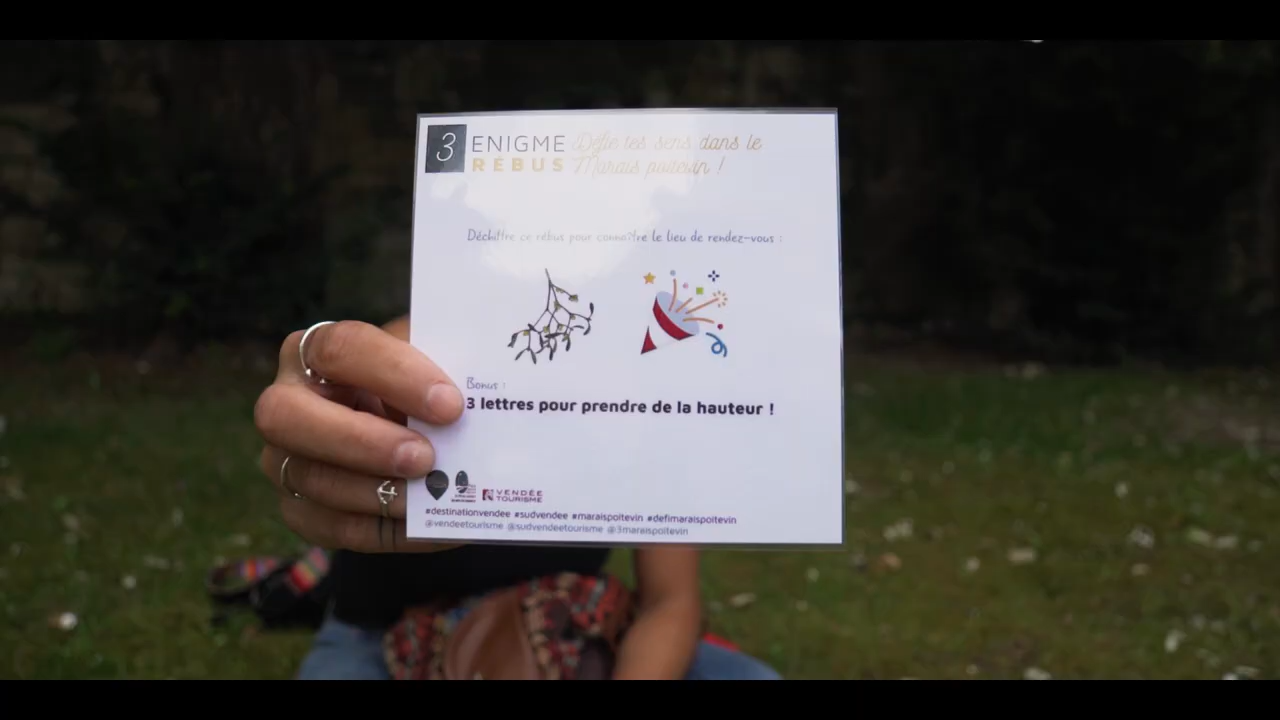 3
ENIGME Défie tes sens dans le
RÉBUS Marais poitevin !
Déchiffre ce rébus pour connaître le lieu de rendez-vous :
Bonus :
3 lettres pour prendre de la hauteur !
VENDÉE
TOURISME
#destinationvendee #sudvendee #maraispoitevin #defimaraispoitevin
@vendeetourisme @sudvendeetourisme @3maraispoitevin